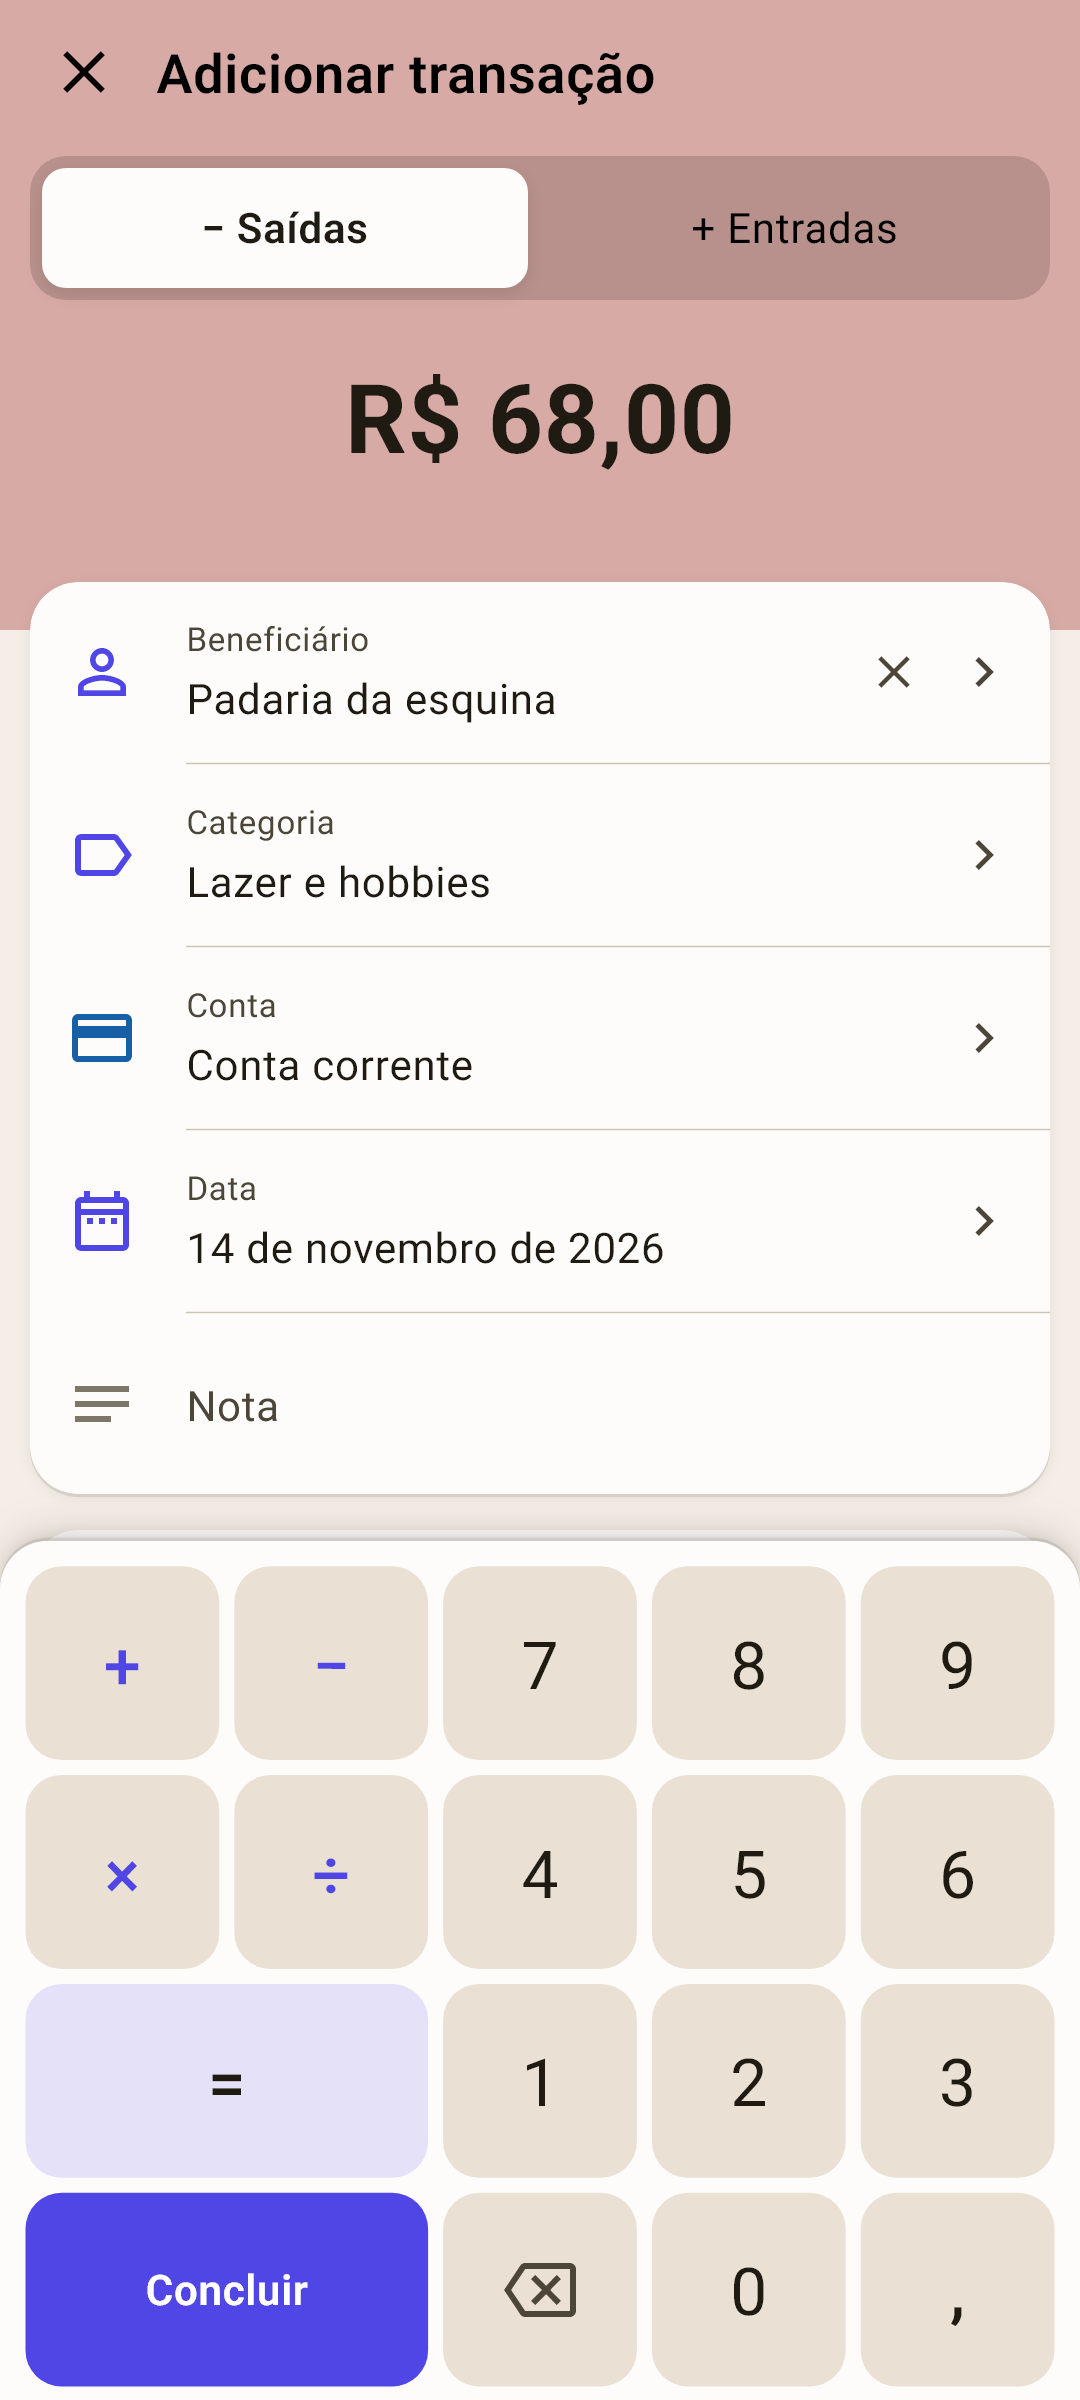 Adicionar transação
− Saídas
+ Entradas
R$ 68,00
Beneficiário
Padaria da esquina
Categoria
Lazer e hobbies
Conta
Conta corrente
Data
14 de novembro de 2026
Nota
+ − 7 8 9
× ÷ 4 5 6
= 1 2 3
Concluir 0 ,